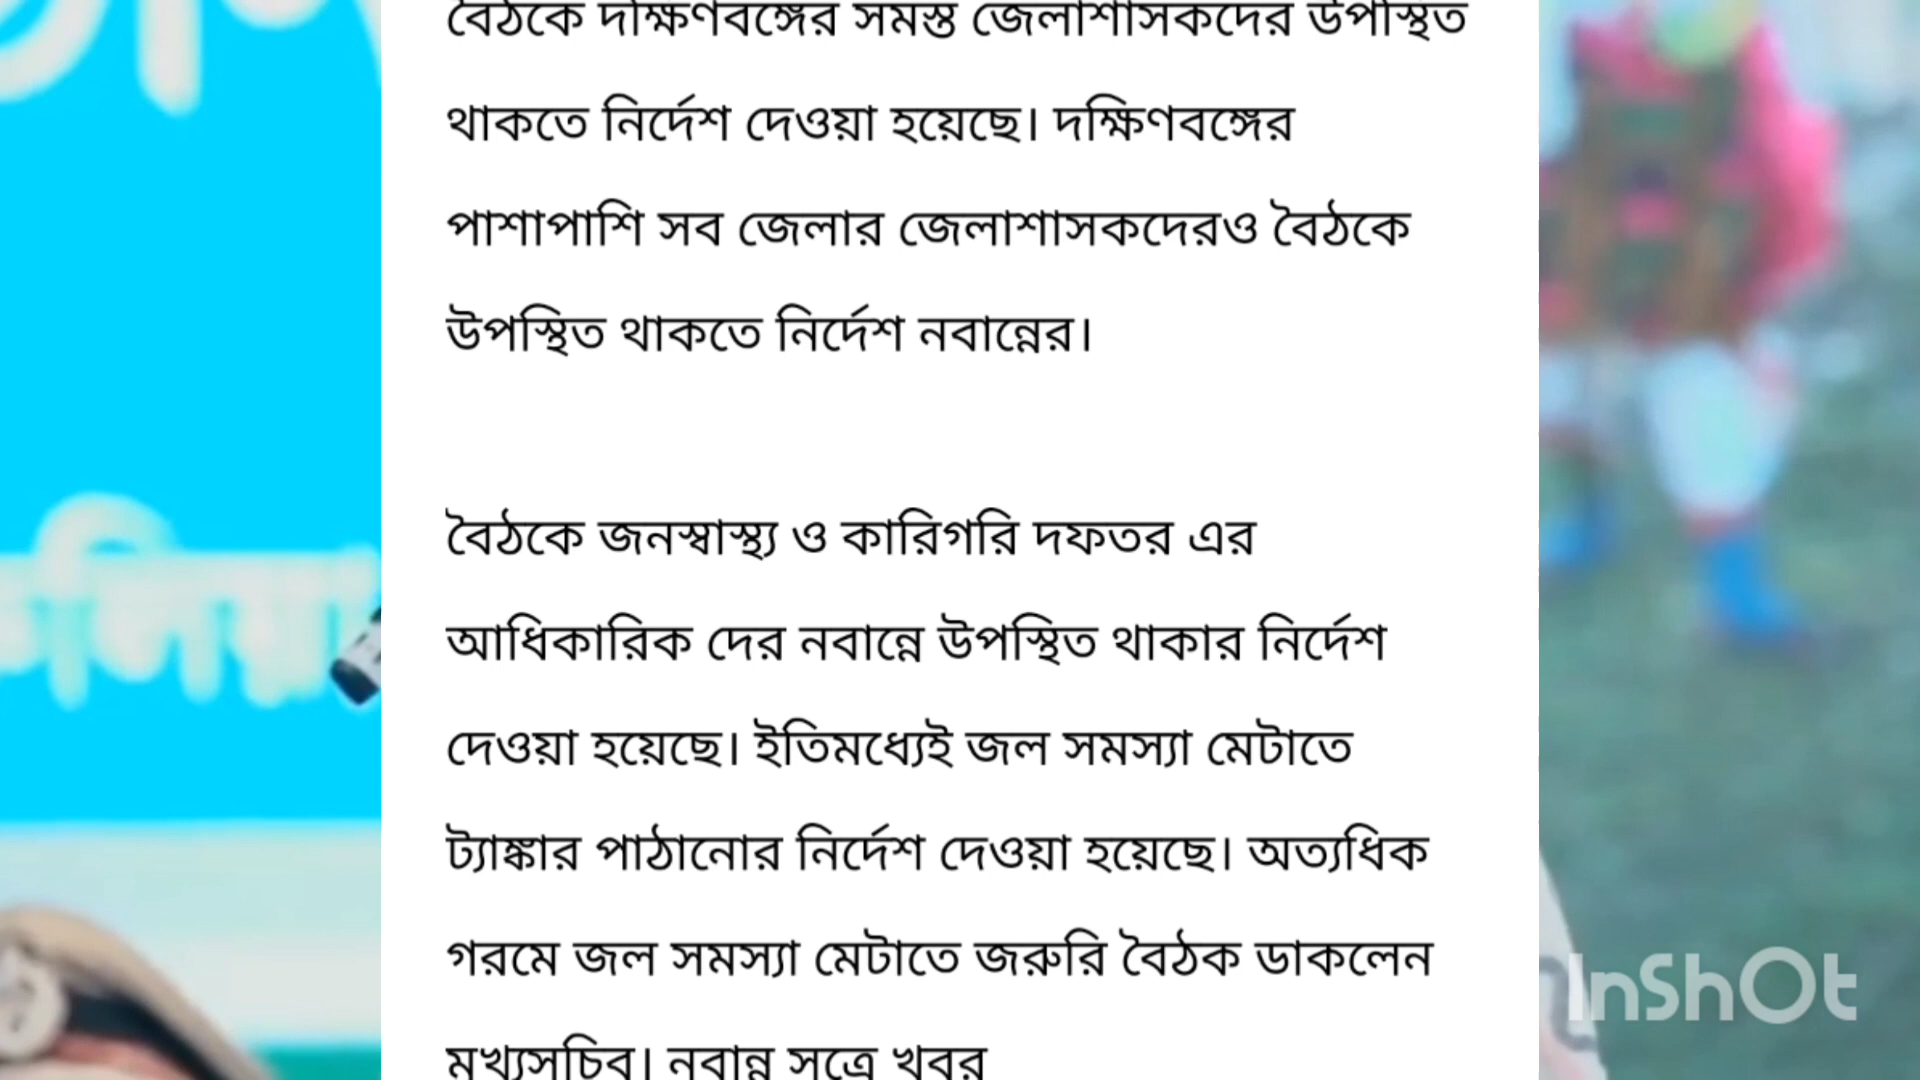 বৈঠকে দক্ষিণবঙ্গের সমস্ত জেলাশাসকদের উপস্থিত
থাকতে নির্দেশ দেওয়া হয়েছে। দক্ষিণবঙ্গের
পাশাপাশি সব জেলার জেলাশাসকদেরও বৈঠকে
উপস্থিত থাকতে নির্দেশ নবান্নের।
বৈঠকে জনস্বাস্থ্য ও কারিগরি দফতর এর
আধিকারিক দের নবান্নে উপস্থিত থাকার নির্দেশ
দেওয়া হয়েছে। ইতিমধ্যেই জল সমস্যা মেটাতে
ট্যাঙ্কার পাঠানোর নির্দেশ দেওয়া হয়েছে। অত্যধিক
গরমে জল সমস্যা মেটাতে জরুরি বৈঠক ডাকলেন
মুখ্যসচিব। নবান্ন সূত্রে খবর
InShOt